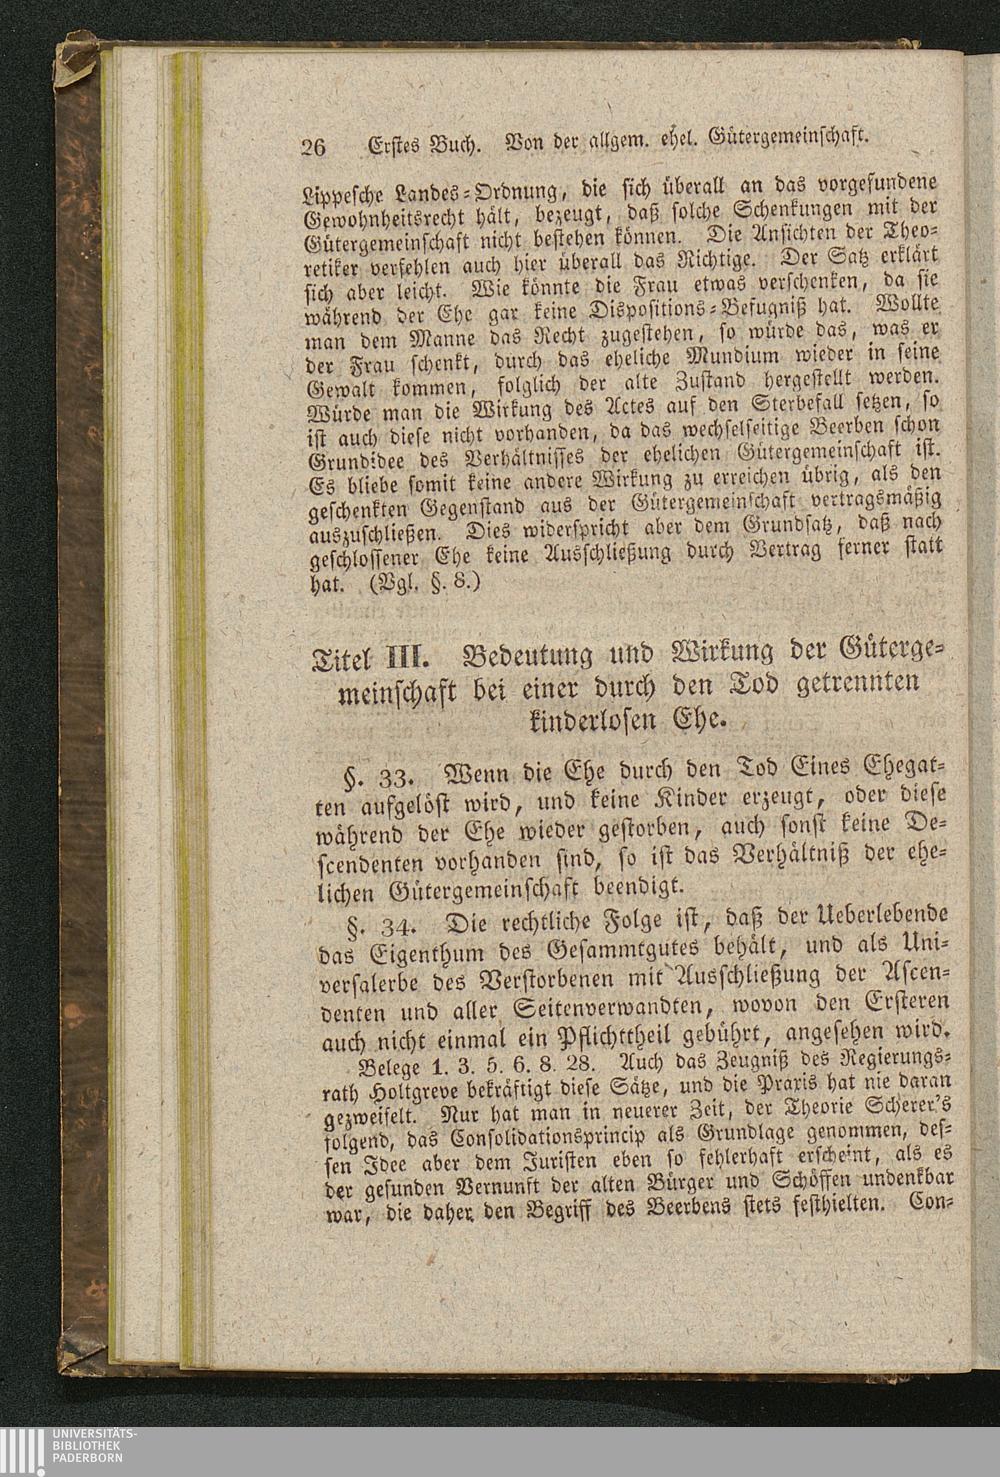 26 Erstes Buch. Von der allgem. ehel. Gütergemeinschaft.
Lippesche Landes-Ordnung, die sich überall an das vorgefundene
Gewohnheitsrecht hält, bezeugt, daß solche Schenkungen mit der
Gütergemeinschaft nicht bestehen können. Die Ansichten der Theo-
retiker verfehlen auch hier überall das Richtige. Der Satz erklärt
sich aber leicht. Wie könnte die Frau etwas verschenken, da sie
während der Ehe gar keine Dispositions-Befugniß hat. Wollte
man dem Manne das Recht zugestehen, so würde das, was er
der Frau schenkt, durch das eheliche Mundium wieder in seine
Gewalt kommen, folglich der alte Zustand hergestellt werden.
Würde man die Wirkung des Actes auf den Sterbefall setzen, so
ist auch diese nicht vorhanden, da das wechselseitige Beerben schon
Grundidee des Verhältnisses der ehelichen Gütergemeinschaft ist.
Es bliebe somit keine andere Wirkung zu erreichen übrig, als den
geschenkten Gegenstand aus der Gütergemeinschaft vertragsmäßig
auszuschließen. Dies widerspricht aber dem Grundsatz, daß nach
geschlossener Ehe keine Ausschließung durch Vertrag ferner statt
hat. (Vgl. §. 8.)
Titel III. Bedeutung und Wirkung der Güterge-
meinschaft bei einer durch den Tod getrennten
kinderlosen Ehe.
§. 33. Wenn die Ehe durch den Tod Eines Ehegat-
ten aufgelöst wird, und keine Kinder erzeugt, oder diese
während der Ehe wieder gestorben, auch sonst keine De-
scendenten vorhanden sind, so ist das Verhältniß der ehe-
lichen Gütergemeinschaft beendigt.
§. 34. Die rechtliche Folge ist, daß der Ueberlebende
das Eigenthum des Gesammtgutes behält, und als Uni-
versalerbe des Verstorbenen mit Ausschließung der Ascen-
denten und aller Seitenverwandten, wovon den Ersteren
auch nicht einmal ein Pflichttheil gebührt, angesehen wird.
Belege 1. 3. 5. 6. 8. 28. Auch das Zeugniß des Regierungs-
rath Holtgreve bekräftigt diese Sätze, und die Praxis hat nie daran
gezweifelt. Nur hat man in neuerer Zeit, der Theorie Scherer's
folgend, das Consolidationsprincip als Grundlage genommen, des-
sen Idee aber dem Juristen eben so fehlerhaft erscheint, als es
der gesunden Vernunft der alten Bürger und Schöffen undenkbar
war, die daher den Begriff des Beerbens stets festhielten. Con-
UNIVERSITÄTS-
BIBLIOTHEK
PADERBORN